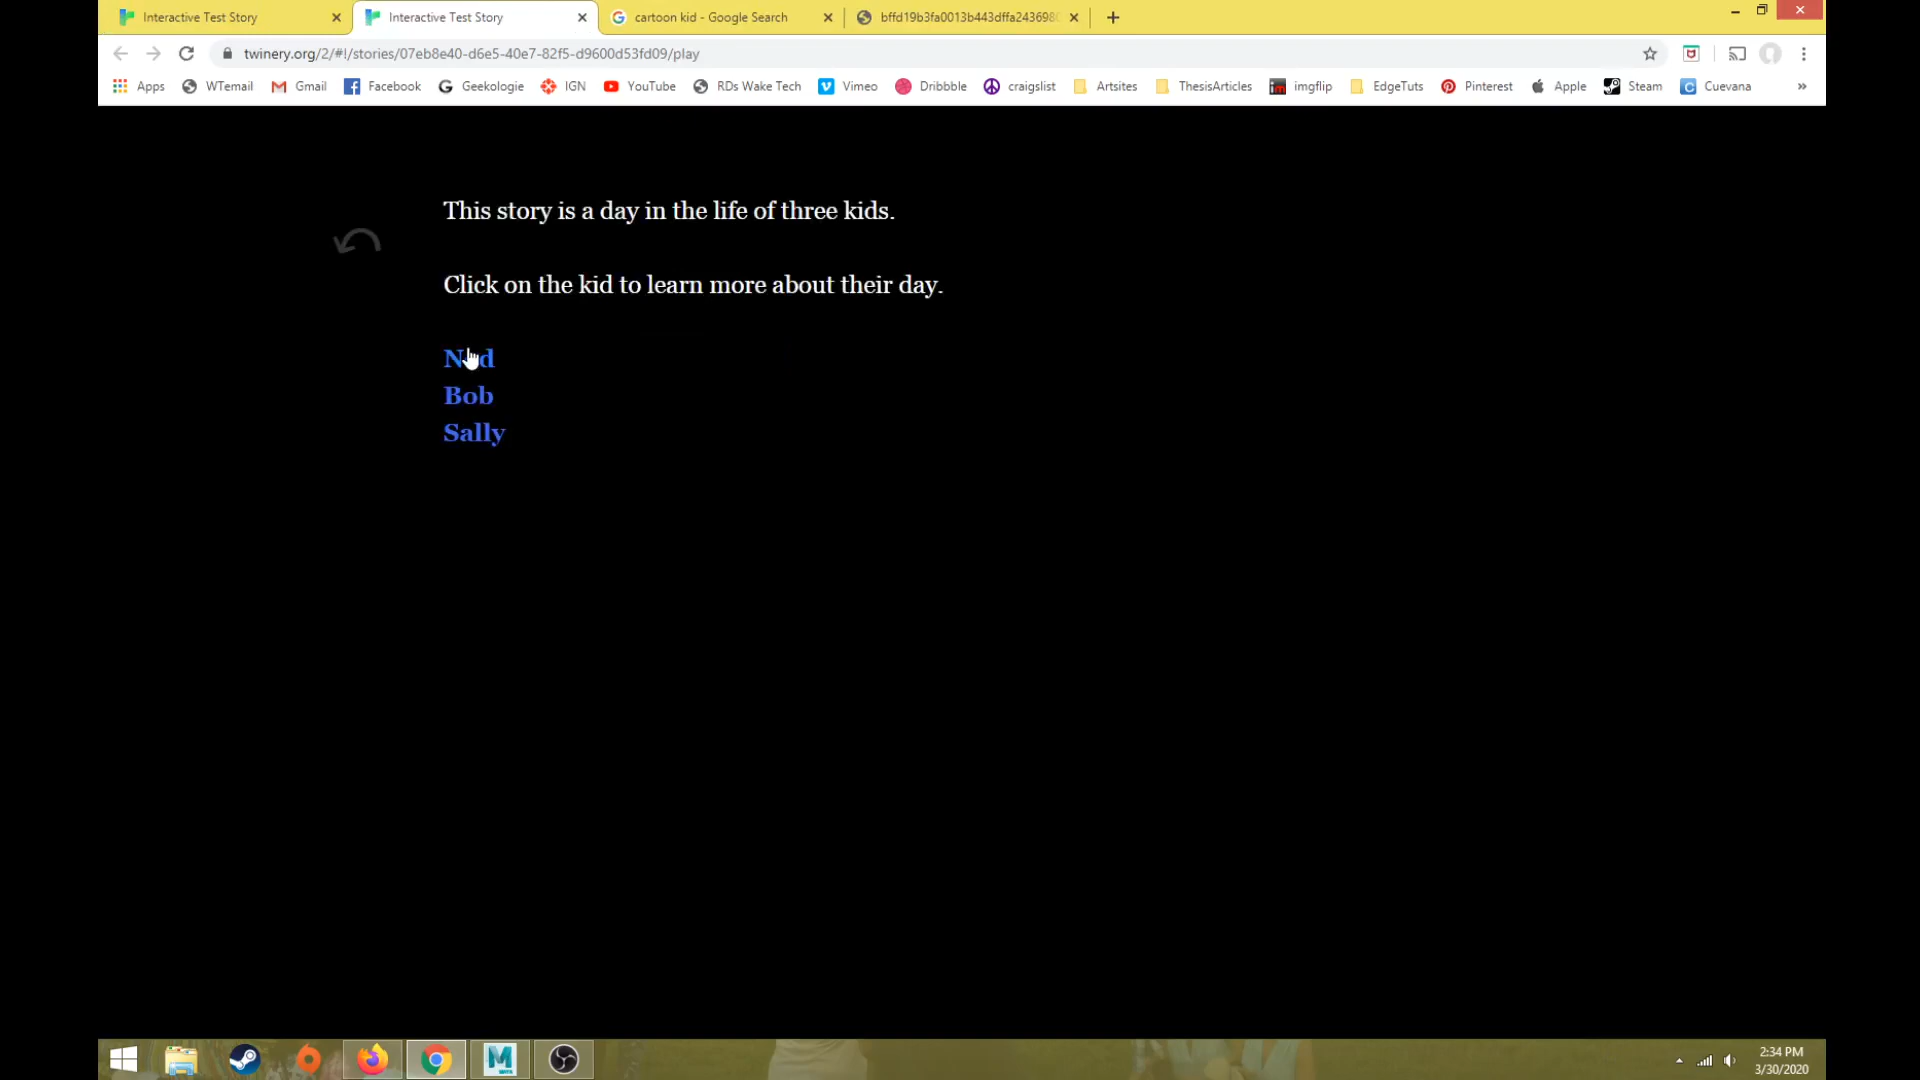 Interactive Test Story
Interactive Test Story
cartoon kid - Google Search
bffd19b3fa0013b443dffa243698
twinery.org/2/#!/stories/07eb8e40-d6e5-40e7-82f5-d9600d53fd09/play
Apps WTemail Gmail Facebook Geekologie IGN YouTube RDs Wake Tech Vimeo Dribbble craigslist Artsites ThesisArticles imgflip EdgeTuts Pinterest Apple Steam Cuevana »
This story is a day in the life of three kids.
Click on the kid to learn more about their day.
Bob
Sally
2:34 PM
3/30/2020